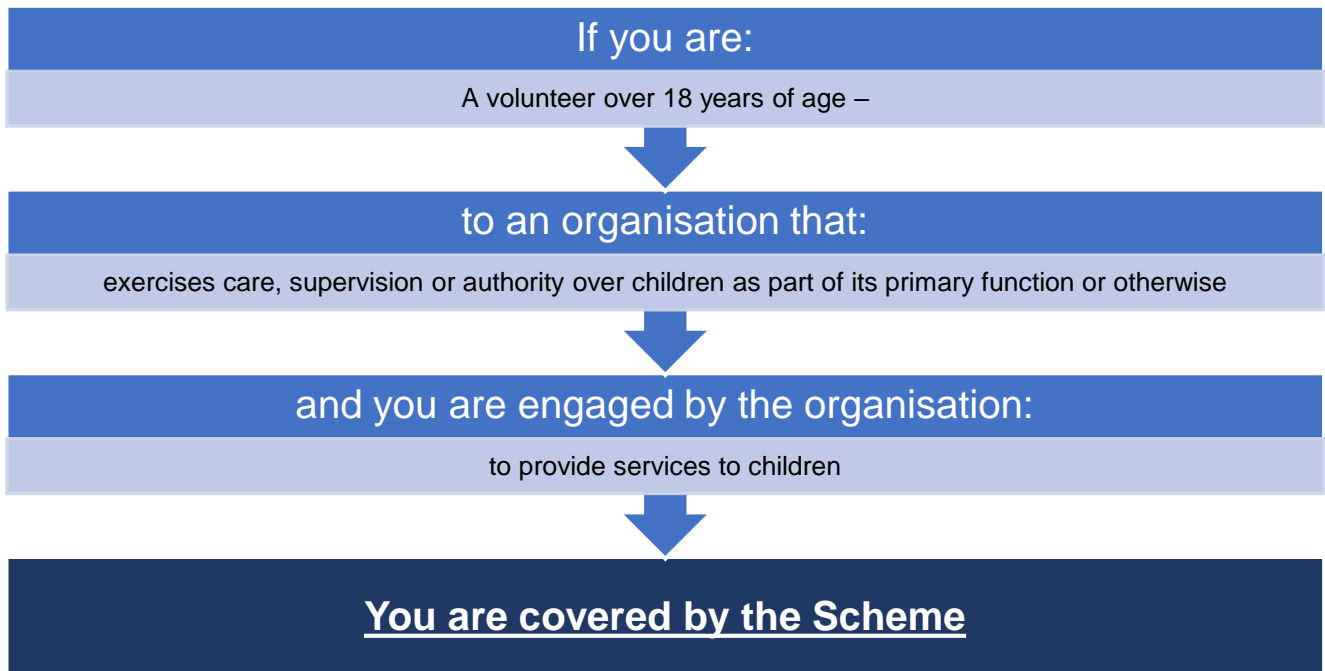 If you are:
A volunteer over 18 years of age –
to an organisation that:
exercises care, supervision or authority over children as part of its primary function or otherwise
and you are engaged by the organisation:
to provide services to children
You are covered by the Scheme